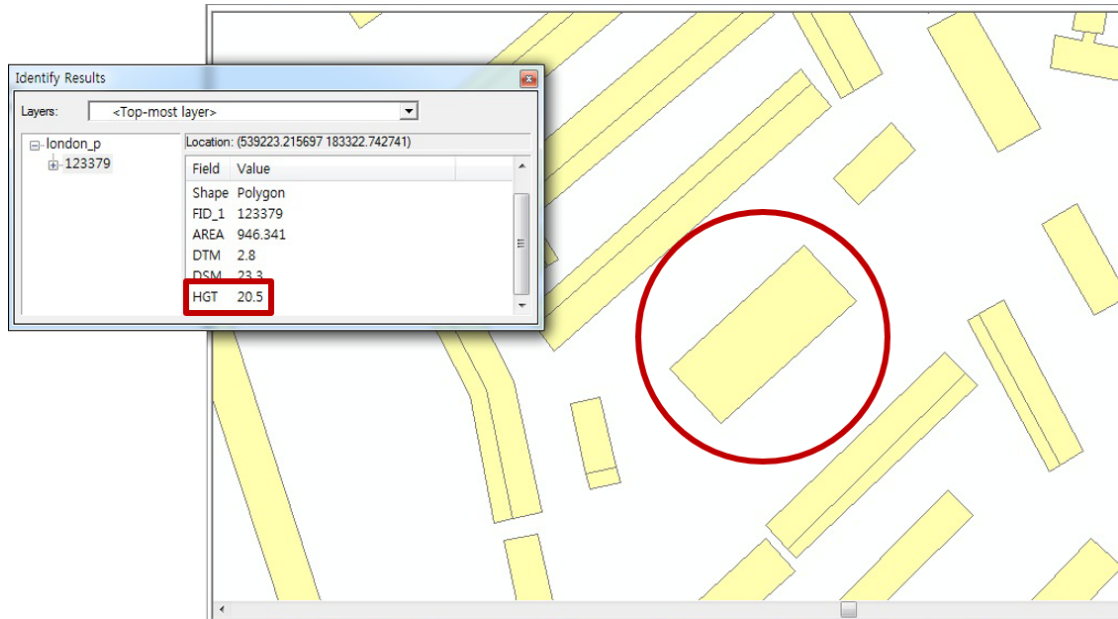 Identify Results
Layers: <Top-most layer>
london_p
123379
Location: (539223.215697 183322.742741)
Field Value
Shape Polygon
FID_1 123379
AREA 946.341
DTM 2.8
DSM 23.3
HGT 20.5